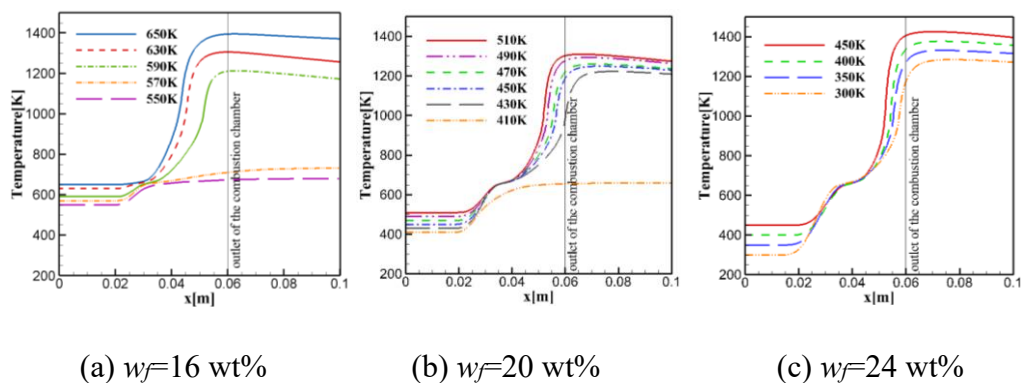 1400
1200
1000
800
600
400
200
Temperature[K]
650K
630K
590K
570K
550K
outlet of the combustion chamber
0 0.02 0.04 0.06 0.08 0.1
x[m]
(a) wf=16 wt%
1400
1200
1000
800
600
400
200
Temperature[K]
510K
490K
470K
450K
430K
410K
outlet of the combustion chamber
0 0.02 0.04 0.06 0.08 0.1
x[m]
(b) wf=20 wt%
1400
1200
1000
800
600
400
200
Temperature[K]
450K
400K
350K
300K
outlet of the combustion chamber
0 0.02 0.04 0.06 0.08 0.1
x[m]
(c) wf=24 wt%